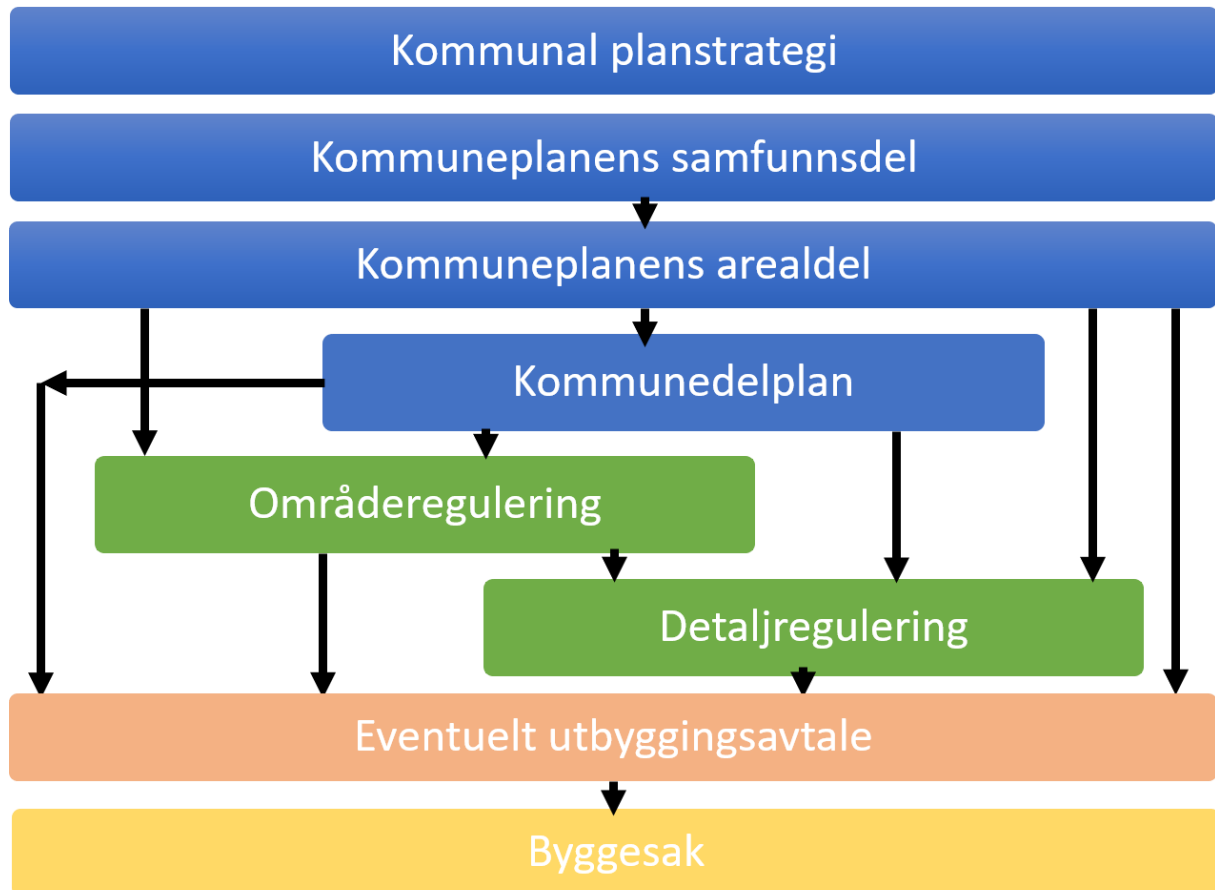 Kommunal planstrategi
Kommuneplanens samfunnsdel
Kommuneplanens arealdel
Kommunedelplan
Områderegulering
Detaljregulering
Eventuelt utbyggingsavtale
Byggesak